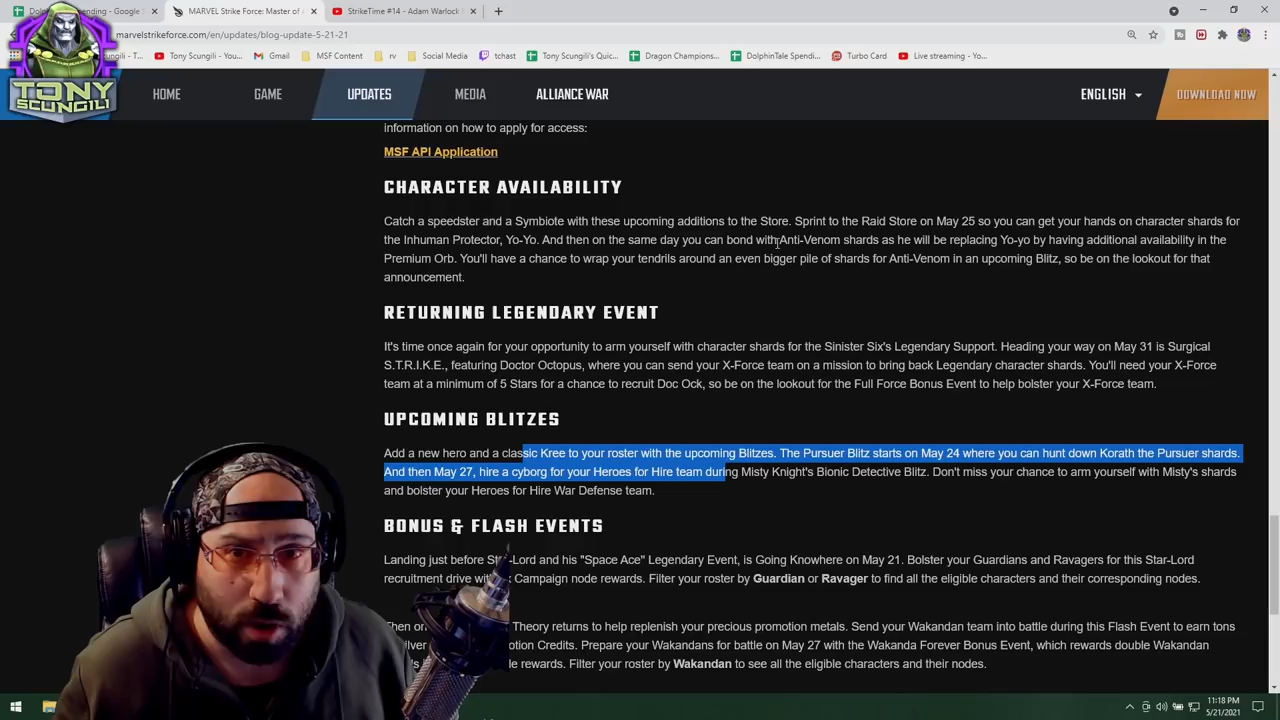 Dolp
MARVEL Strike Force: Master of
StrikeTime #14 - Adam Warlock
marvelstrikeforce.com/en/updates/blog-update-5-21-21
Tony Scungili - T...
Gmail
MSF Content
rv
Social Media
tchast
Tony Scungili's Quic...
Dragon Champions...
DolphinTale Spendin...
Turbo Card
Live streaming - Yo...
TONY
SCUNGILI
HOME
GAME
UPDATES
MEDIA
ALLIANCE WAR
ENGLISH
DOWNLOAD NOW
information on how to apply for access:
MSF API Application
CHARACTER AVAILABILITY
Catch a speedster and a Symbiote with these upcoming additions to the Store. Sprint to the Raid Store on May 25 so you can get your hands on character shards for
the Inhuman Protector, Yo-Yo. And then on the same day you can bond with Anti-Venom shards as he will be replacing Yo-yo by having additional availability in the
Premium Orb. You'll have a chance to wrap your tendrils around an even bigger pile of shards for Anti-Venom in an upcoming Blitz, so be on the lookout for that
announcement.
RETURNING LEGENDARY EVENT
It's time once again for your opportunity to arm yourself with character shards for the Sinister Six's Legendary Support. Heading your way on May 31 is Surgical
S.T.R.I.K.E., featuring Doctor Octopus, where you can send your X-Force team on a mission to bring back Legendary character shards. You'll need your X-Force
team at a minimum of 5 Stars for a chance to recruit Doc Ock, so be on the lookout for the Full Force Bonus Event to help bolster your X-Force team.
UPCOMING BLITZES
Add a new hero and a classic Kree to your roster with the upcoming Blitzes. The Pursuer Blitz starts on May 24 where you can hunt down Korath the Pursuer shards.
And then May 27, hire a cyborg for your Heroes for Hire team during Misty Knight's Bionic Detective Blitz. Don't miss your chance to arm yourself with Misty's shards
and bolster your Heroes for Hire War Defense team.
BONUS & FLASH EVENTS
Landing just before St -Lord and his "Space Ace" Legendary Event, is Going Knowhere on May 21. Bolster your Guardians and Ravagers for this Star-Lord
recruitment drive with x Campaign node rewards. Filter your roster by Guardian or Ravager to find all the eligible characters and their corresponding nodes.
Then on Theory returns to help replenish your precious promotion metals. Send your Wakandan team into battle during this Flash Event to earn tons
ilver otion Credits. Prepare your Wakandans for battle on May 27 with the Wakanda Forever Bonus Event, which rewards double Wakandan
le rewards. Filter your roster by Wakandan to see all the eligible characters and their nodes.
11:18 PM
5/21/2021